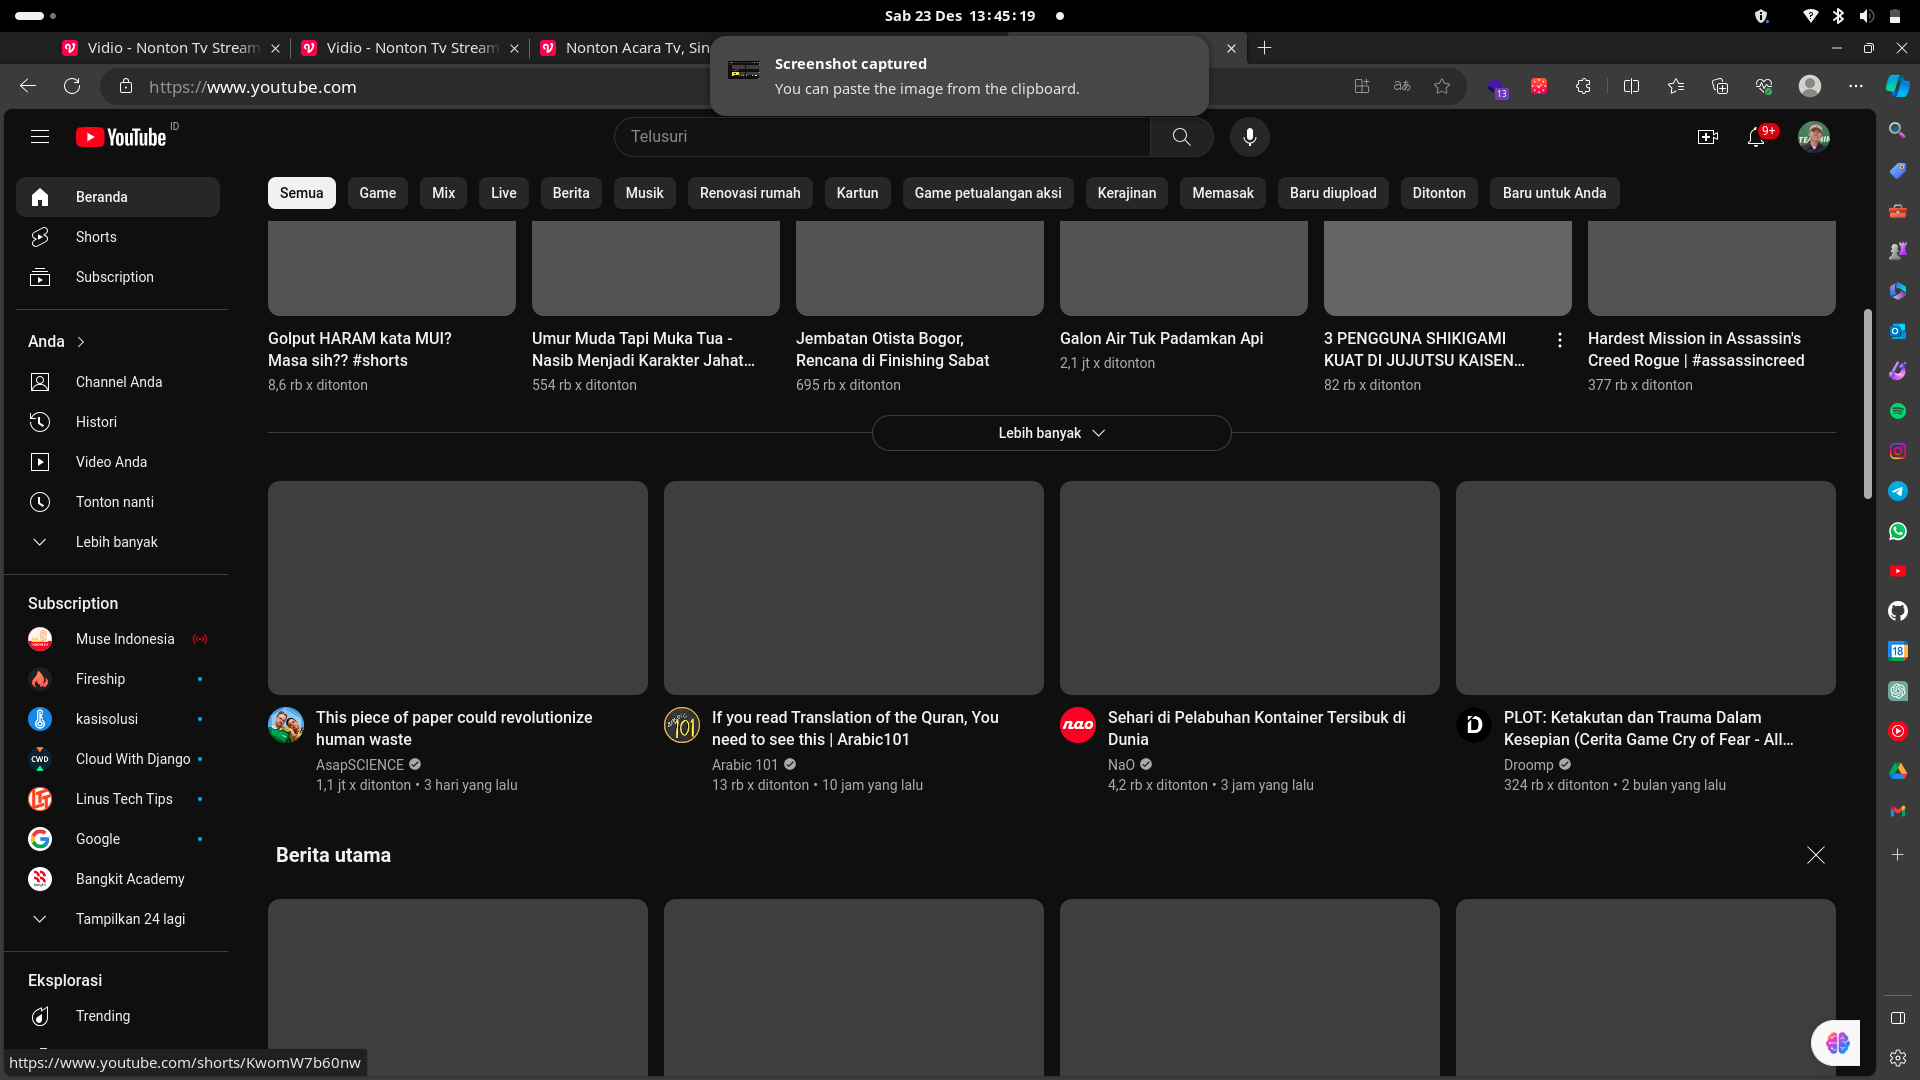 Sab 23 Des 13:45:19
Vidio - Nonton Tv Stream
Vidio - Nonton Tv Stream
Nonton Acara Tv, Sin
Screenshot captured
You can paste the image from the clipboard.
https://www.youtube.com
13
YouTube ID
Telusuri
9+
Beranda
Shorts
Subscription
Anda
Channel Anda
Histori
Video Anda
Tonton nanti
Lebih banyak
Subscription
Muse Indonesia
Fireship
kasisolusi
CWD
Cloud With Django
Linus Tech Tips
Google
Bangkit Academy
Tampilkan 24 lagi
Eksplorasi
Trending
https://www.youtube.com/shorts/KwomW7b60nw
Semua
Game
Mix
Live
Berita
Musik
Renovasi rumah
Kartun
Game petualangan aksi
Kerajinan
Memasak
Baru diupload
Ditonton
Baru untuk Anda
Golput HARAM kata MUI?
Masa sih?? #shorts
8,6 rb x ditonton
Umur Muda Tapi Muka Tua -
Nasib Menjadi Karakter Jahat...
554 rb x ditonton
Jembatan Otista Bogor,
Rencana di Finishing Sabat
695 rb x ditonton
Galon Air Tuk Padamkan Api
2,1 jt x ditonton
3 PENGGUNA SHIKIGAMI
KUAT DI JUJUTSU KAISEN...
82 rb x ditonton
Hardest Mission in Assassin's
Creed Rogue | #assassincreed
377 rb x ditonton
Lebih banyak
This piece of paper could revolutionize
human waste
AsapSCIENCE
1,1 jt x ditonton • 3 hari yang lalu
101
If you read Translation of the Quran, You
need to see this | Arabic101
Arabic 101
13 rb x ditonton • 10 jam yang lalu
nao
Sehari di Pelabuhan Kontainer Tersibuk di
Dunia
NaO
4,2 rb x ditonton • 3 jam yang lalu
D
PLOT: Ketakutan dan Trauma Dalam
Kesepian (Cerita Game Cry of Fear - All...
Droomp
324 rb x ditonton • 2 bulan yang lalu
Berita utama
18